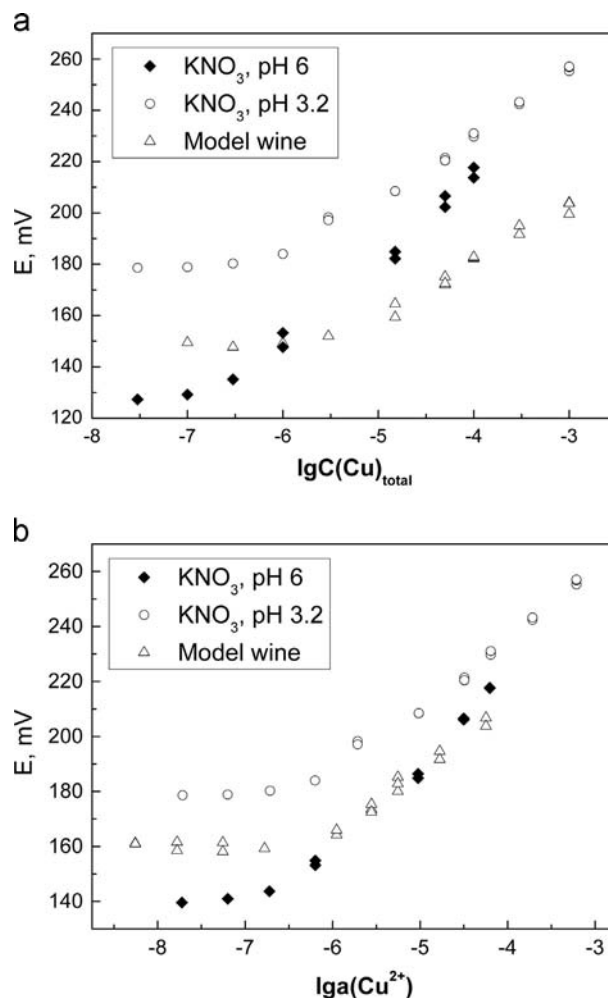 a
260
240
220
200
180
160
140
120
E, mV
KNO₃, pH 6
KNO₃, pH 3.2
Model wine
-8 -7 -6 -5 -4 -3
lgC(Cu)total
b
260
240
220
200
180
160
140
E, mV
KNO₃, pH 6
KNO₃, pH 3.2
Model wine
-8 -7 -6 -5 -4 -3
lga(Cu²⁺)